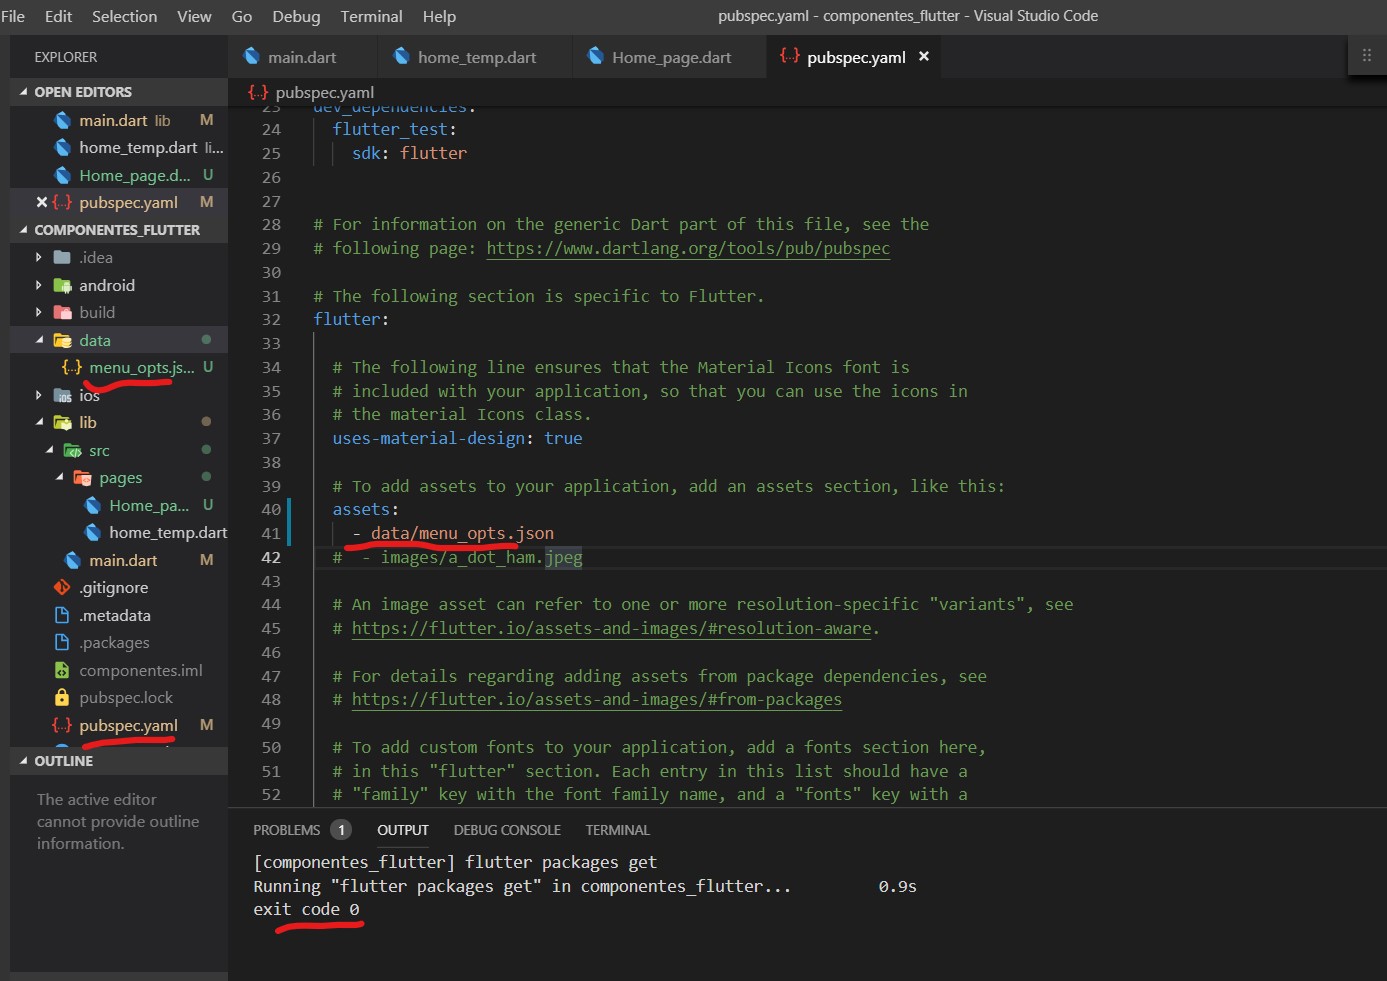 File Edit Selection View Go Debug Terminal Help
pubspec.yaml - componentes_flutter - Visual Studio Code
EXPLORER
OPEN EDITORS
main.dart lib M
home_temp.dart li...
Home_page.d... U
pubspec.yaml M
COMPONENTES_FLUTTER
.idea
android
build
data
menu_opts.js... U
ios
lib
src
pages
Home_pa... U
home_temp.dart
main.dart M
.gitignore
.metadata
.packages
componentes.iml
pubspec.lock
pubspec.yaml M
OUTLINE
The active editor
cannot provide outline
information.
main.dart home_temp.dart Home_page.dart pubspec.yaml
pubspec.yaml
23 dev_dependencies:
24 flutter_test:
25 sdk: flutter
26
27
28 # For information on the generic Dart part of this file, see the
29 # following page: https://www.dartlang.org/tools/pub/pubspec
30
31 # The following section is specific to Flutter.
32 flutter:
33
34 # The following line ensures that the Material Icons font is
35 # included with your application, so that you can use the icons in
36 # the material Icons class.
37 uses-material-design: true
38
39 # To add assets to your application, add an assets section, like this:
40 assets:
41 - data/menu_opts.json
42 # - images/a_dot_ham.jpeg
43
44 # An image asset can refer to one or more resolution-specific "variants", see
45 # https://flutter.io/assets-and-images/#resolution-aware.
46
47 # For details regarding adding assets from package dependencies, see
48 # https://flutter.io/assets-and-images/#from-packages
49
50 # To add custom fonts to your application, add a fonts section here,
51 # in this "flutter" section. Each entry in this list should have a
52 # "family" key with the font family name, and a "fonts" key with a
PROBLEMS 1 OUTPUT DEBUG CONSOLE TERMINAL
[componentes_flutter] flutter packages get
Running "flutter packages get" in componentes_flutter... 0.9s
exit code 0